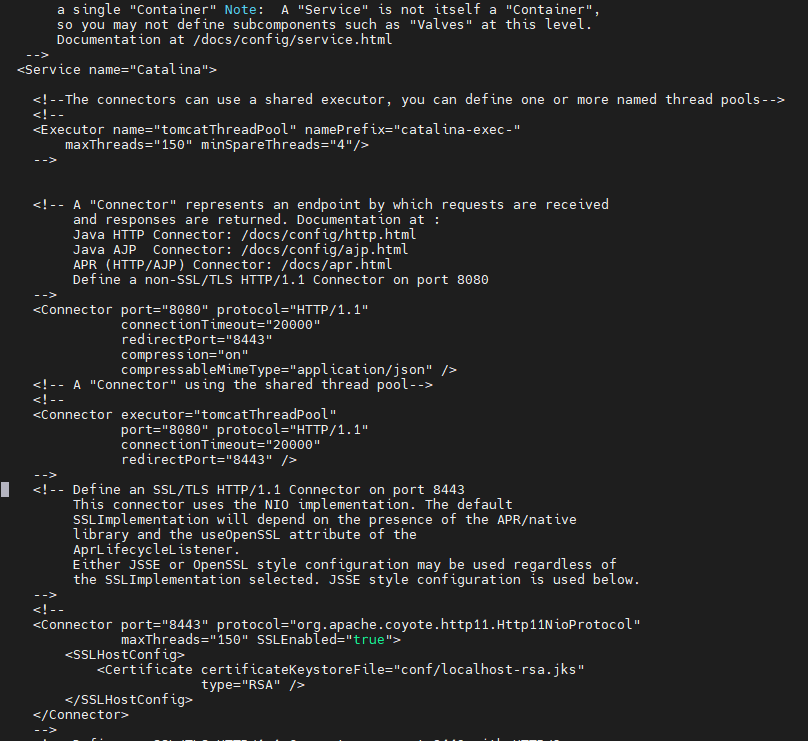 a single "Container" Note:  A "Service" is not itself a "Container",
so you may not define subcomponents such as "Valves" at this level.
Documentation at /docs/config/service.html
-->
<Service name="Catalina">
<!--The connectors can use a shared executor, you can define one or more named thread pools-->
<!--
<Executor name="tomcatThreadPool" namePrefix="catalina-exec-"
maxThreads="150" minSpareThreads="4"/>
-->
<!-- A "Connector" represents an endpoint by which requests are received
and responses are returned. Documentation at :
Java HTTP Connector: /docs/config/http.html
Java AJP  Connector: /docs/config/ajp.html
APR (HTTP/AJP) Connector: /docs/apr.html
Define a non-SSL/TLS HTTP/1.1 Connector on port 8080
-->
<Connector port="8080" protocol="HTTP/1.1"
connectionTimeout="20000"
redirectPort="8443"
compression="on"
compressableMimeType="application/json" />
<!-- A "Connector" using the shared thread pool-->
<!--
<Connector executor="tomcatThreadPool"
port="8080" protocol="HTTP/1.1"
connectionTimeout="20000"
redirectPort="8443" />
-->
<!-- Define an SSL/TLS HTTP/1.1 Connector on port 8443
This connector uses the NIO implementation. The default
SSLImplementation will depend on the presence of the APR/native
library and the useOpenSSL attribute of the
AprLifecycleListener.
Either JSSE or OpenSSL style configuration may be used regardless of
the SSLImplementation selected. JSSE style configuration is used below.
-->
<!--
<Connector port="8443" protocol="org.apache.coyote.http11.Http11NioProtocol"
maxThreads="150" SSLEnabled="true">
<SSLHostConfig>
<Certificate certificateKeystoreFile="conf/localhost-rsa.jks"
type="RSA" />
</SSLHostConfig>
</Connector>
-->